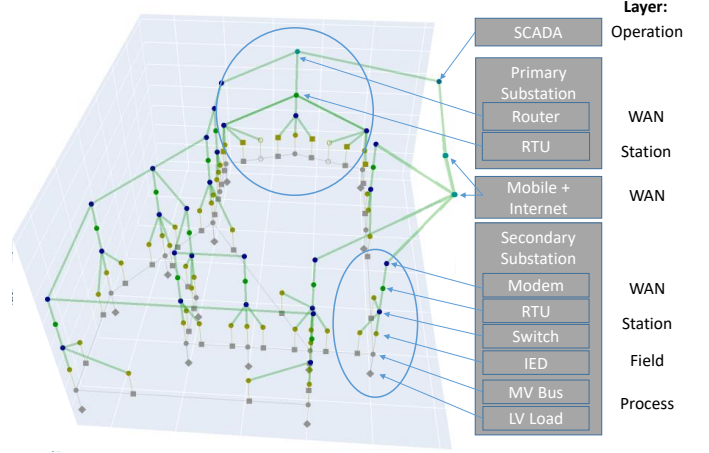 Layer:
SCADA
Operation
Primary
Substation
Router
WAN
RTU
Station
Mobile +
Internet
WAN
Secondary
Substation
Modem
WAN
RTU
Station
Switch
IED
Field
MV Bus
Process
LV Load